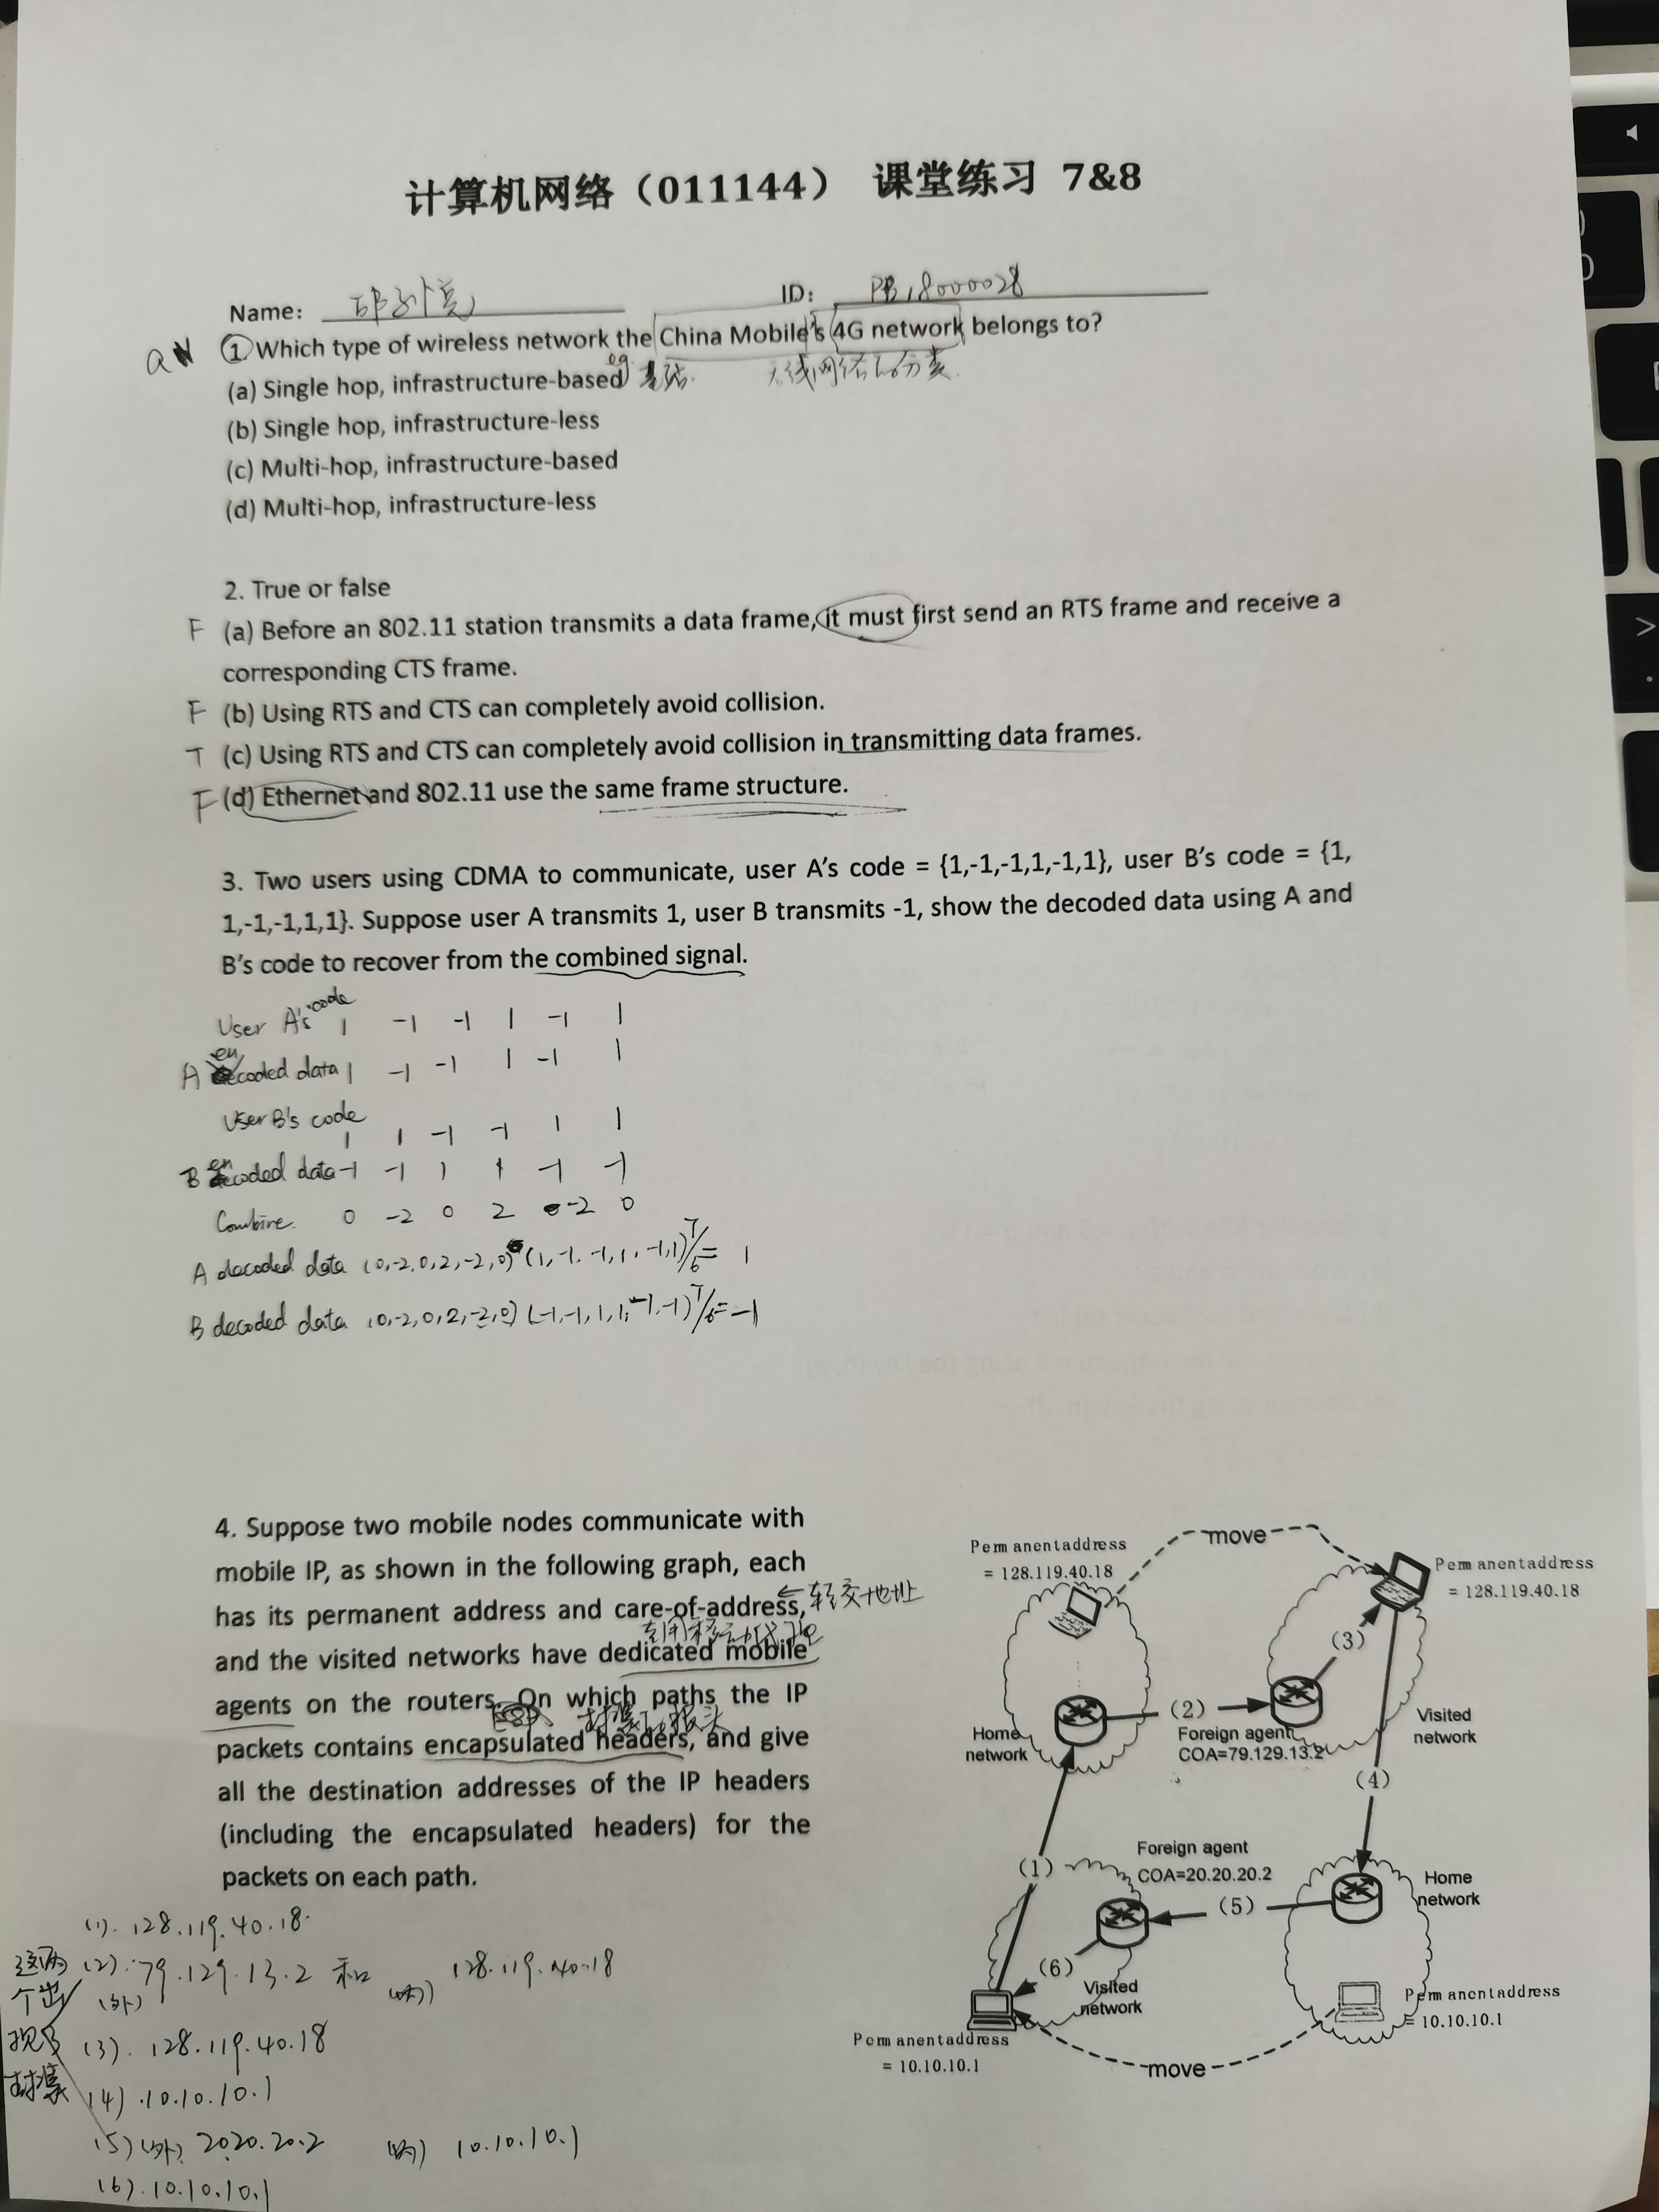 计算机网络（011144） 课堂练习 7&8
Name: ID: PB18000028
a ① Which type of wireless network the China Mobile's 4G network belongs to?
(a) Single hop, infrastructure-based eg 基站 无线网络的分类.
(b) Single hop, infrastructure-less
(c) Multi-hop, infrastructure-based
(d) Multi-hop, infrastructure-less
2. True or false
F (a) Before an 802.11 station transmits a data frame, it must first send an RTS frame and receive a
corresponding CTS frame.
F (b) Using RTS and CTS can completely avoid collision.
T (c) Using RTS and CTS can completely avoid collision in transmitting data frames.
F (d) Ethernet and 802.11 use the same frame structure.
3. Two users using CDMA to communicate, user A's code = {1,-1,-1,1,-1,1}, user B's code = {1,
1,-1,-1,1,1}. Suppose user A transmits 1, user B transmits -1, show the decoded data using A and
B's code to recover from the combined signal.
User A's code 1 -1 -1 1 -1 1
A encoded data 1 -1 -1 1 -1 1
User B's code 1 1 -1 -1 1 1
B encoded data -1 -1 1 1 -1 -1
Combine. 0 -2 0 2 -2 0
A decoded data (0,-2,0,2,-2,0) (1,-1,-1,1,-1,1)ᵀ/6 = 1
B decoded data (0,-2,0,2,-2,0) (-1,-1,1,1,-1,-1)ᵀ/6 = -1
4. Suppose two mobile nodes communicate with
mobile IP, as shown in the following graph, each
has its permanent address and care-of-address, ← 转交地址
专用移动代理
and the visited networks have dedicated mobile
agents on the routers. On which paths the IP
封装的报头
packets contains encapsulated headers, and give
all the destination addresses of the IP headers
(including the encapsulated headers) for the
packets on each path.
(1). 128.119.40.18.
(2). 79.129.13.2 和 128.119.40.18
(外) (内)
(3). 128.119.40.18
(4). 10.10.10.1
(5) (外) 2020.20.2 (内) 10.10.10.1
(6). 10.10.10.1
这两
个出
现了
封装
move
Permanentaddress
= 128.119.40.18
Permanentaddress
= 128.119.40.18
(3)
(2)
Home
network
Foreign agent
COA=79.129.13.2
Visited
network
(4)
(1)
Foreign agent
COA=20.20.20.2
Home
network
(5)
(6)
Visited
network
Permanentaddress
= 10.10.10.1
Permanentaddress
= 10.10.10.1
move